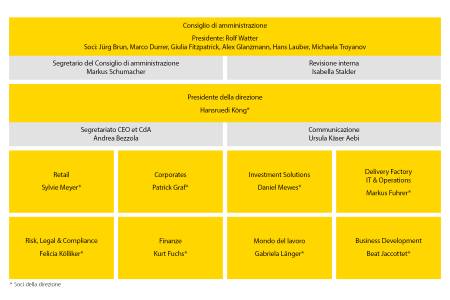 Consiglio di amministrazione
Presidente: Rolf Watter
Soci: Jürg Brun, Marco Durrer, Giulia Fitzpatrick, Alex Glanzmann, Hans Lauber, Michaela Troyanov
Segretario del Consiglio di amministrazione
Markus Schumacher
Revisione interna
Isabella Stalder
Presidente della direzione
Hansruedi Köng*
Segretariato CEO et CdA
Andrea Bezzola
Comunicazione
Ursula Käser Aebi
Retail
Sylvie Meyer*
Corporates
Patrick Graf*
Investment Solutions
Daniel Mewes*
Delivery Factory
IT & Operations
Markus Fuhrer*
Risk, Legal & Compliance
Felicia Kölliker*
Finanze
Kurt Fuchs*
Mondo del lavoro
Gabriela Länger*
Business Development
Beat Jaccottet*
* Soci della direzione